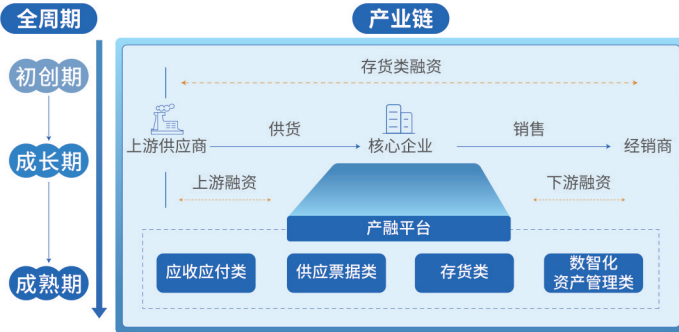 全周期
产业链
初创期
成长期
成熟期
存货类融资
上游供应商
供货
核心企业
销售
经销商
上游融资
下游融资
产融平台
应收应付类
供应票据类
存货类
数智化
资产管理类